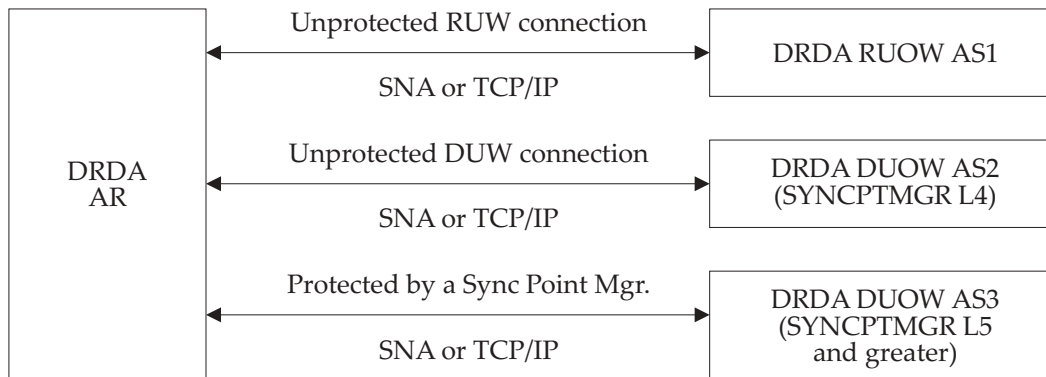 DRDA
AR
Unprotected RUW connection
SNA or TCP/IP
DRDA RUOW AS1
Unprotected DUW connection
SNA or TCP/IP
DRDA DUOW AS2
(SYNCPTMGR L4)
Protected by a Sync Point Mgr.
SNA or TCP/IP
DRDA DUOW AS3
(SYNCPTMGR L5
and greater)